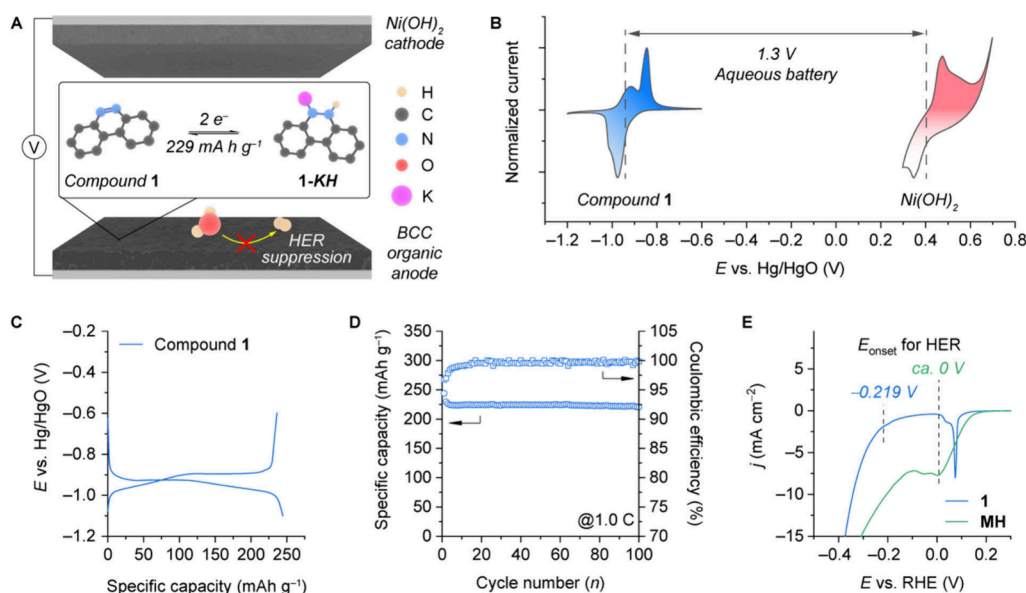 A
Ni(OH)2
cathode
2 e–
229 mA h g–1
Compound 1
1-KH
H
C
N
O
K
V
HER
suppression
BCC
organic
anode
B
1.3 V
Aqueous battery
Normalized current
Compound 1
Ni(OH)2
−1.2 −1.0 −0.8 −0.6 −0.4 −0.2 0.0 0.2 0.4 0.6 0.8
E vs. Hg/HgO (V)
C
Compound 1
E vs. Hg/HgO (V)
−0.2
−0.4
−0.6
−0.8
−1.0
−1.2
0 50 100 150 200 250
Specific capacity (mAh g−1)
D
Specific capacity (mAh g−1)
350
300
250
200
150
100
50
0
105
100
95
90
85
80
75
70
Coulombic efficiency (%)
@1.0 C
0 20 40 60 80 100
Cycle number (n)
E
Eonset for HER
ca. 0 V
−0.219 V
j (mA cm−2)
5
0
−5
−10
−15
1
MH
−0.4 −0.2 0.0 0.2
E vs. RHE (V)